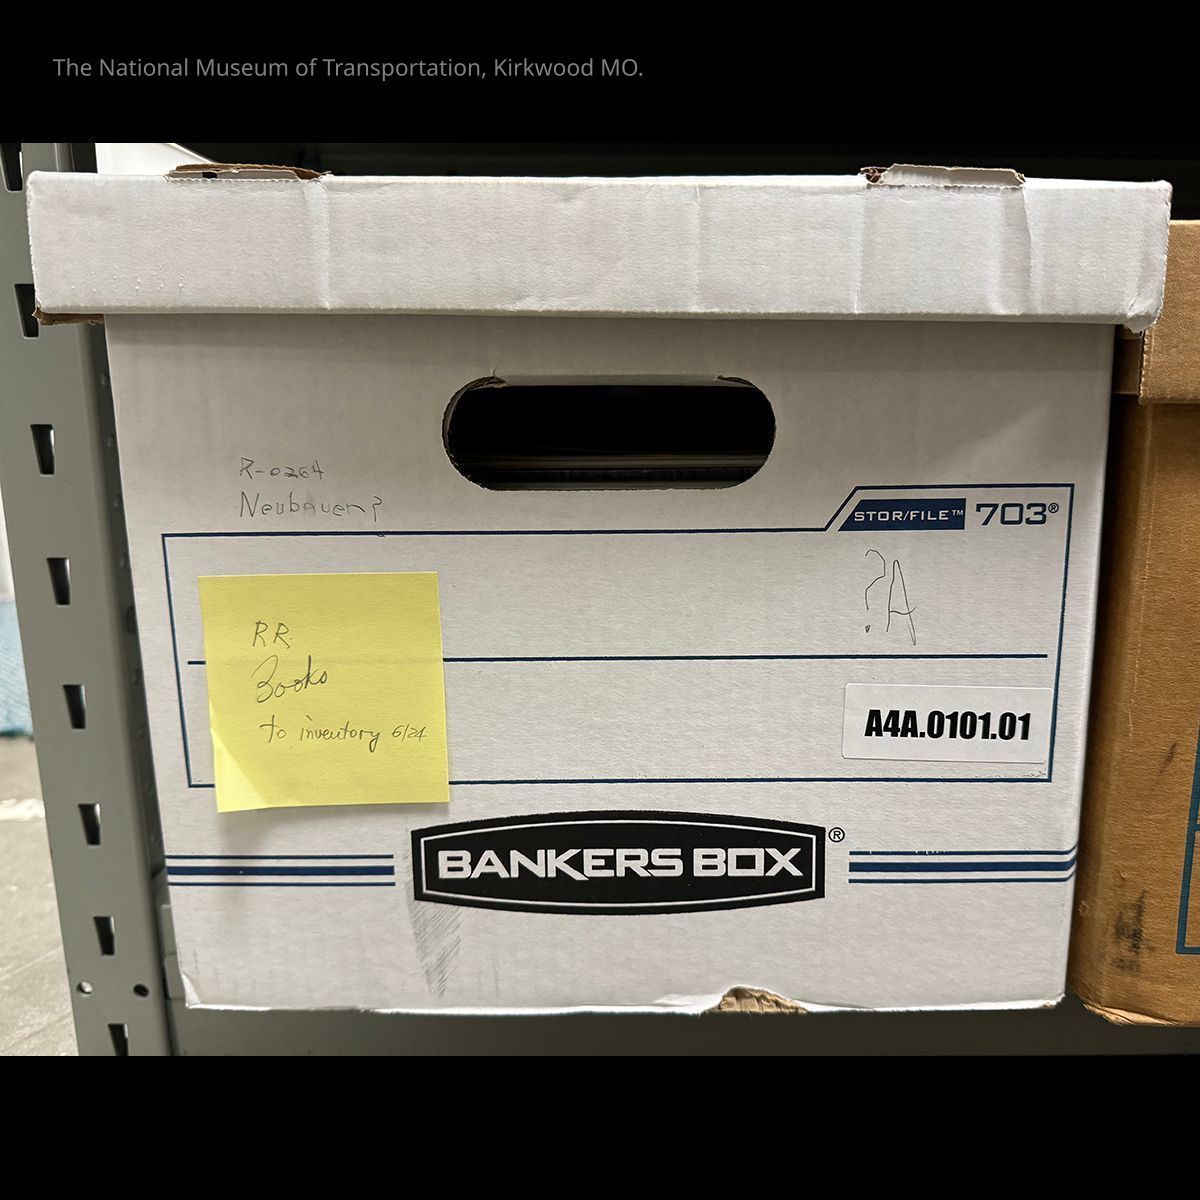 The National Museum of Transportation, Kirkwood MO.
R-0264
Neubauer?
STOR/FILE™ 703®
?A
RR.
Books
to inventory 6/24
A4A.0101.01
BANKERS BOX®